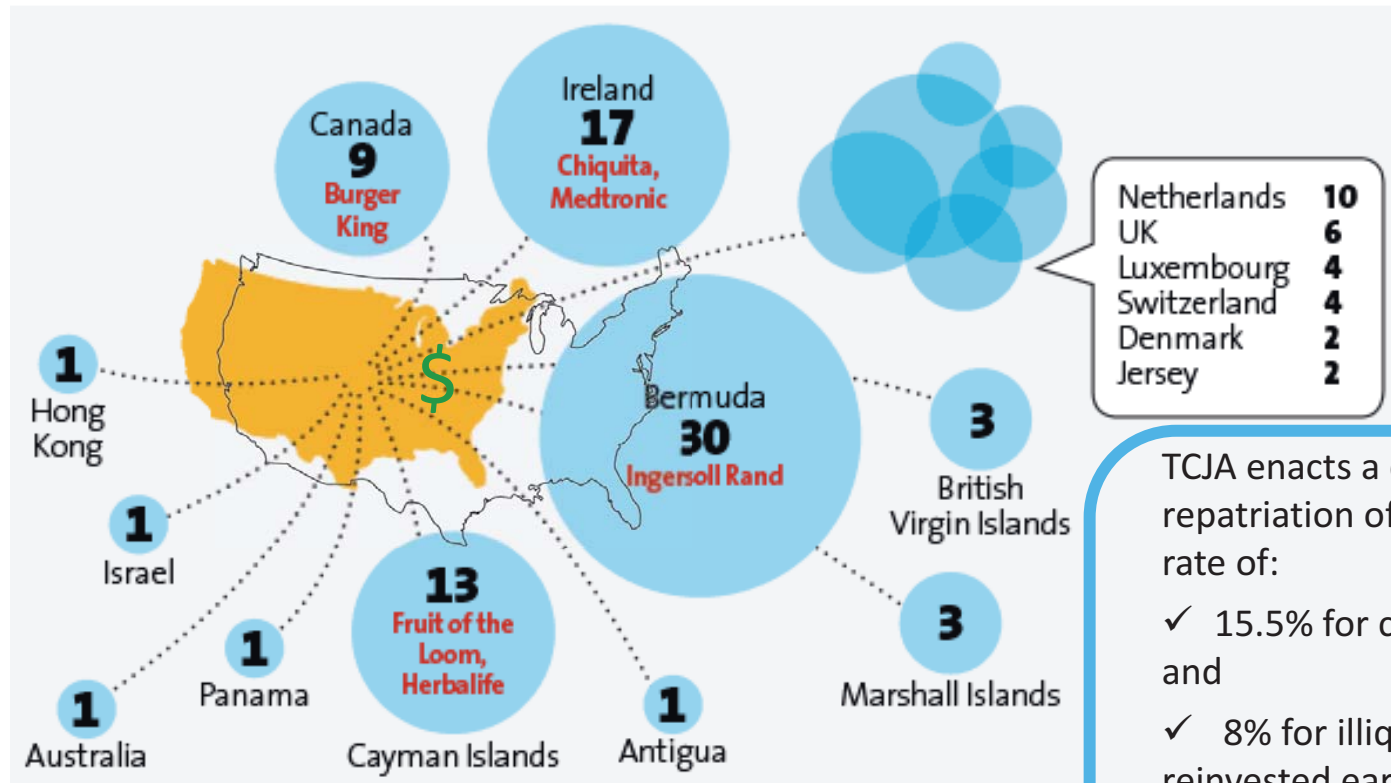 Canada
9
Burger
King
Ireland
17
Chiquita,
Medtronic
Netherlands 10
UK 6
Luxembourg 4
Switzerland 4
Denmark 2
Jersey 2
$
1
Hong
Kong
Bermuda
30
Ingersoll Rand
3
British
Virgin Islands
1
Israel
13
Fruit of the
Loom,
Herbalife
Cayman Islands
3
Marshall Islands
1
Panama
1
Antigua
1
Australia
TCJA enacts a
repatriation of
rate of:
✓ 15.5% for
and
✓ 8% for
reinvested